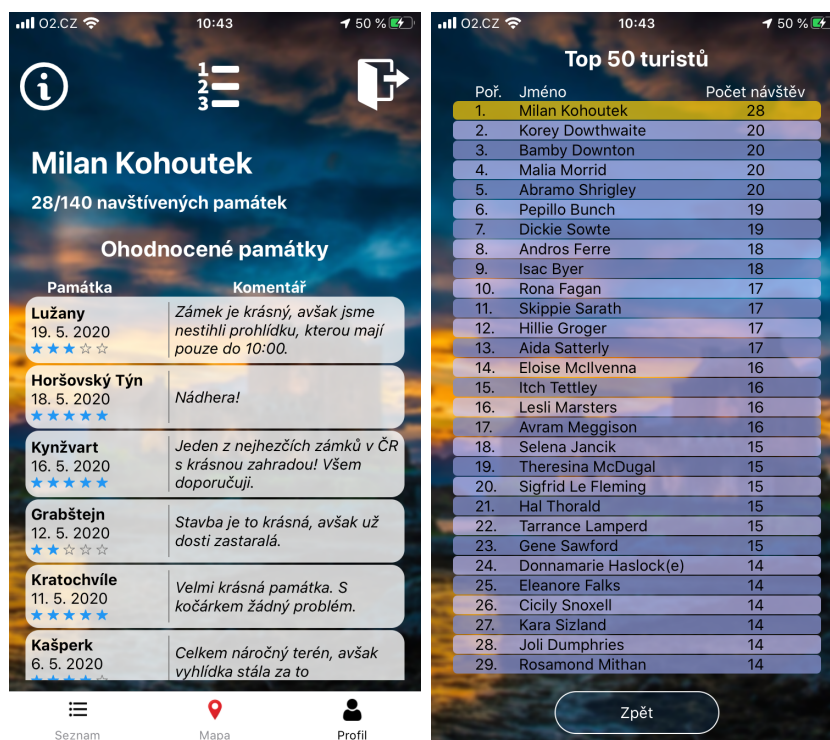 O2.CZ 10:43 50 %
1
2
3
Milan Kohoutek
28/140 navštívených památek
Ohodnocené památky
Památka Komentář
Lužany
19. 5. 2020
Zámek je krásný, avšak jsme
nestihli prohlídku, kterou mají
pouze do 10:00.
Horšovský Týn
18. 5. 2020
Nádhera!
Kynžvart
16. 5. 2020
Jeden z nejhezčích zámků v ČR
s krásnou zahradou! Všem
doporučuji.
Grabštejn
12. 5. 2020
Stavba je to krásná, avšak už
dosti zastaralá.
Kratochvíle
11. 5. 2020
Velmi krásná památka. S
kočárkem žádný problém.
Kašperk
6. 5. 2020
Celkem náročný terén, avšak
vyhlídka stála za to
Seznam Mapa Profil
O2.CZ 10:43 50 %
Top 50 turistů
Poř. Jméno Počet návštěv
1. Milan Kohoutek 28
2. Korey Dowthwaite 20
3. Bamby Downton 20
4. Malia Morrid 20
5. Abramo Shrigley 20
6. Pepillo Bunch 19
7. Dickie Sowte 19
8. Andros Ferre 18
9. Isac Byer 18
10. Rona Fagan 17
11. Skippie Sarath 17
12. Hillie Groger 17
13. Aida Satterly 17
14. Eloise McIlvenna 16
15. Itch Tettley 16
16. Lesli Marsters 16
17. Avram Meggison 16
18. Selena Jancik 15
19. Theresina McDugal 15
20. Sigfrid Le Fleming 15
21. Hal Thorald 15
22. Tarrance Lamperd 15
23. Gene Sawford 15
24. Donnamarie Haslock(e) 14
25. Eleanore Falks 14
26. Cicily Snoxell 14
27. Kara Sizland 14
28. Joli Dumphries 14
29. Rosamond Mithan 14
Zpět